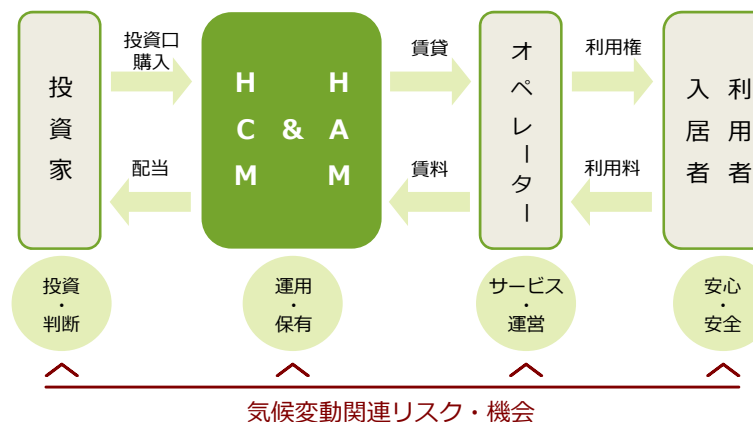 投資家
投資口
購入
配当
HCM & HAM
賃貸
賃料
オペレーター
利用権
利用料
利用者
入居者
投資
・
判断
運用
・
保有
サービス
・
運営
安心
・
安全
気候変動関連リスク・機会